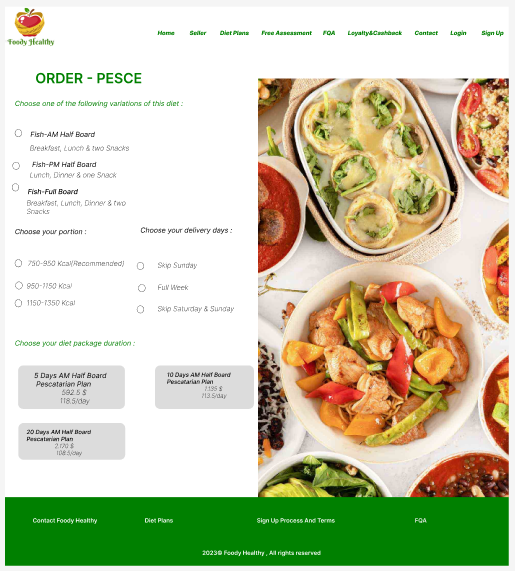 Foody Healthy
Home Seller Diet Plans Free Assessment FQA Loyalty&Cashback Contact Login Sign Up
ORDER - PESCE
Choose one of the following variations of this diet :
Fish-AM Half Board
Breakfast, Lunch & two Snacks
Fish-PM Half Board
Lunch, Dinner & one Snack
Fish-Full Board
Breakfast, Lunch, Dinner & two
Snacks
Choose your portion :
750-950 Kcal(Recommended)
950-1150 Kcal
1150-1350 Kcal
Choose your delivery days :
Skip Sunday
Full Week
Skip Saturday & Sunday
Choose your diet package duration :
5 Days AM Half Board
Pescatarian Plan
592.5 $
118.5/day
10 Days AM Half Board
Pescatarian Plan
1.135 $
113.5/day
20 Days AM Half Board
Pescatarian Plan
2.170 $
108.5/day
Contact Foody Healthy Diet Plans Sign Up Process And Terms FQA
2023© Foody Healthy , All rights reserved